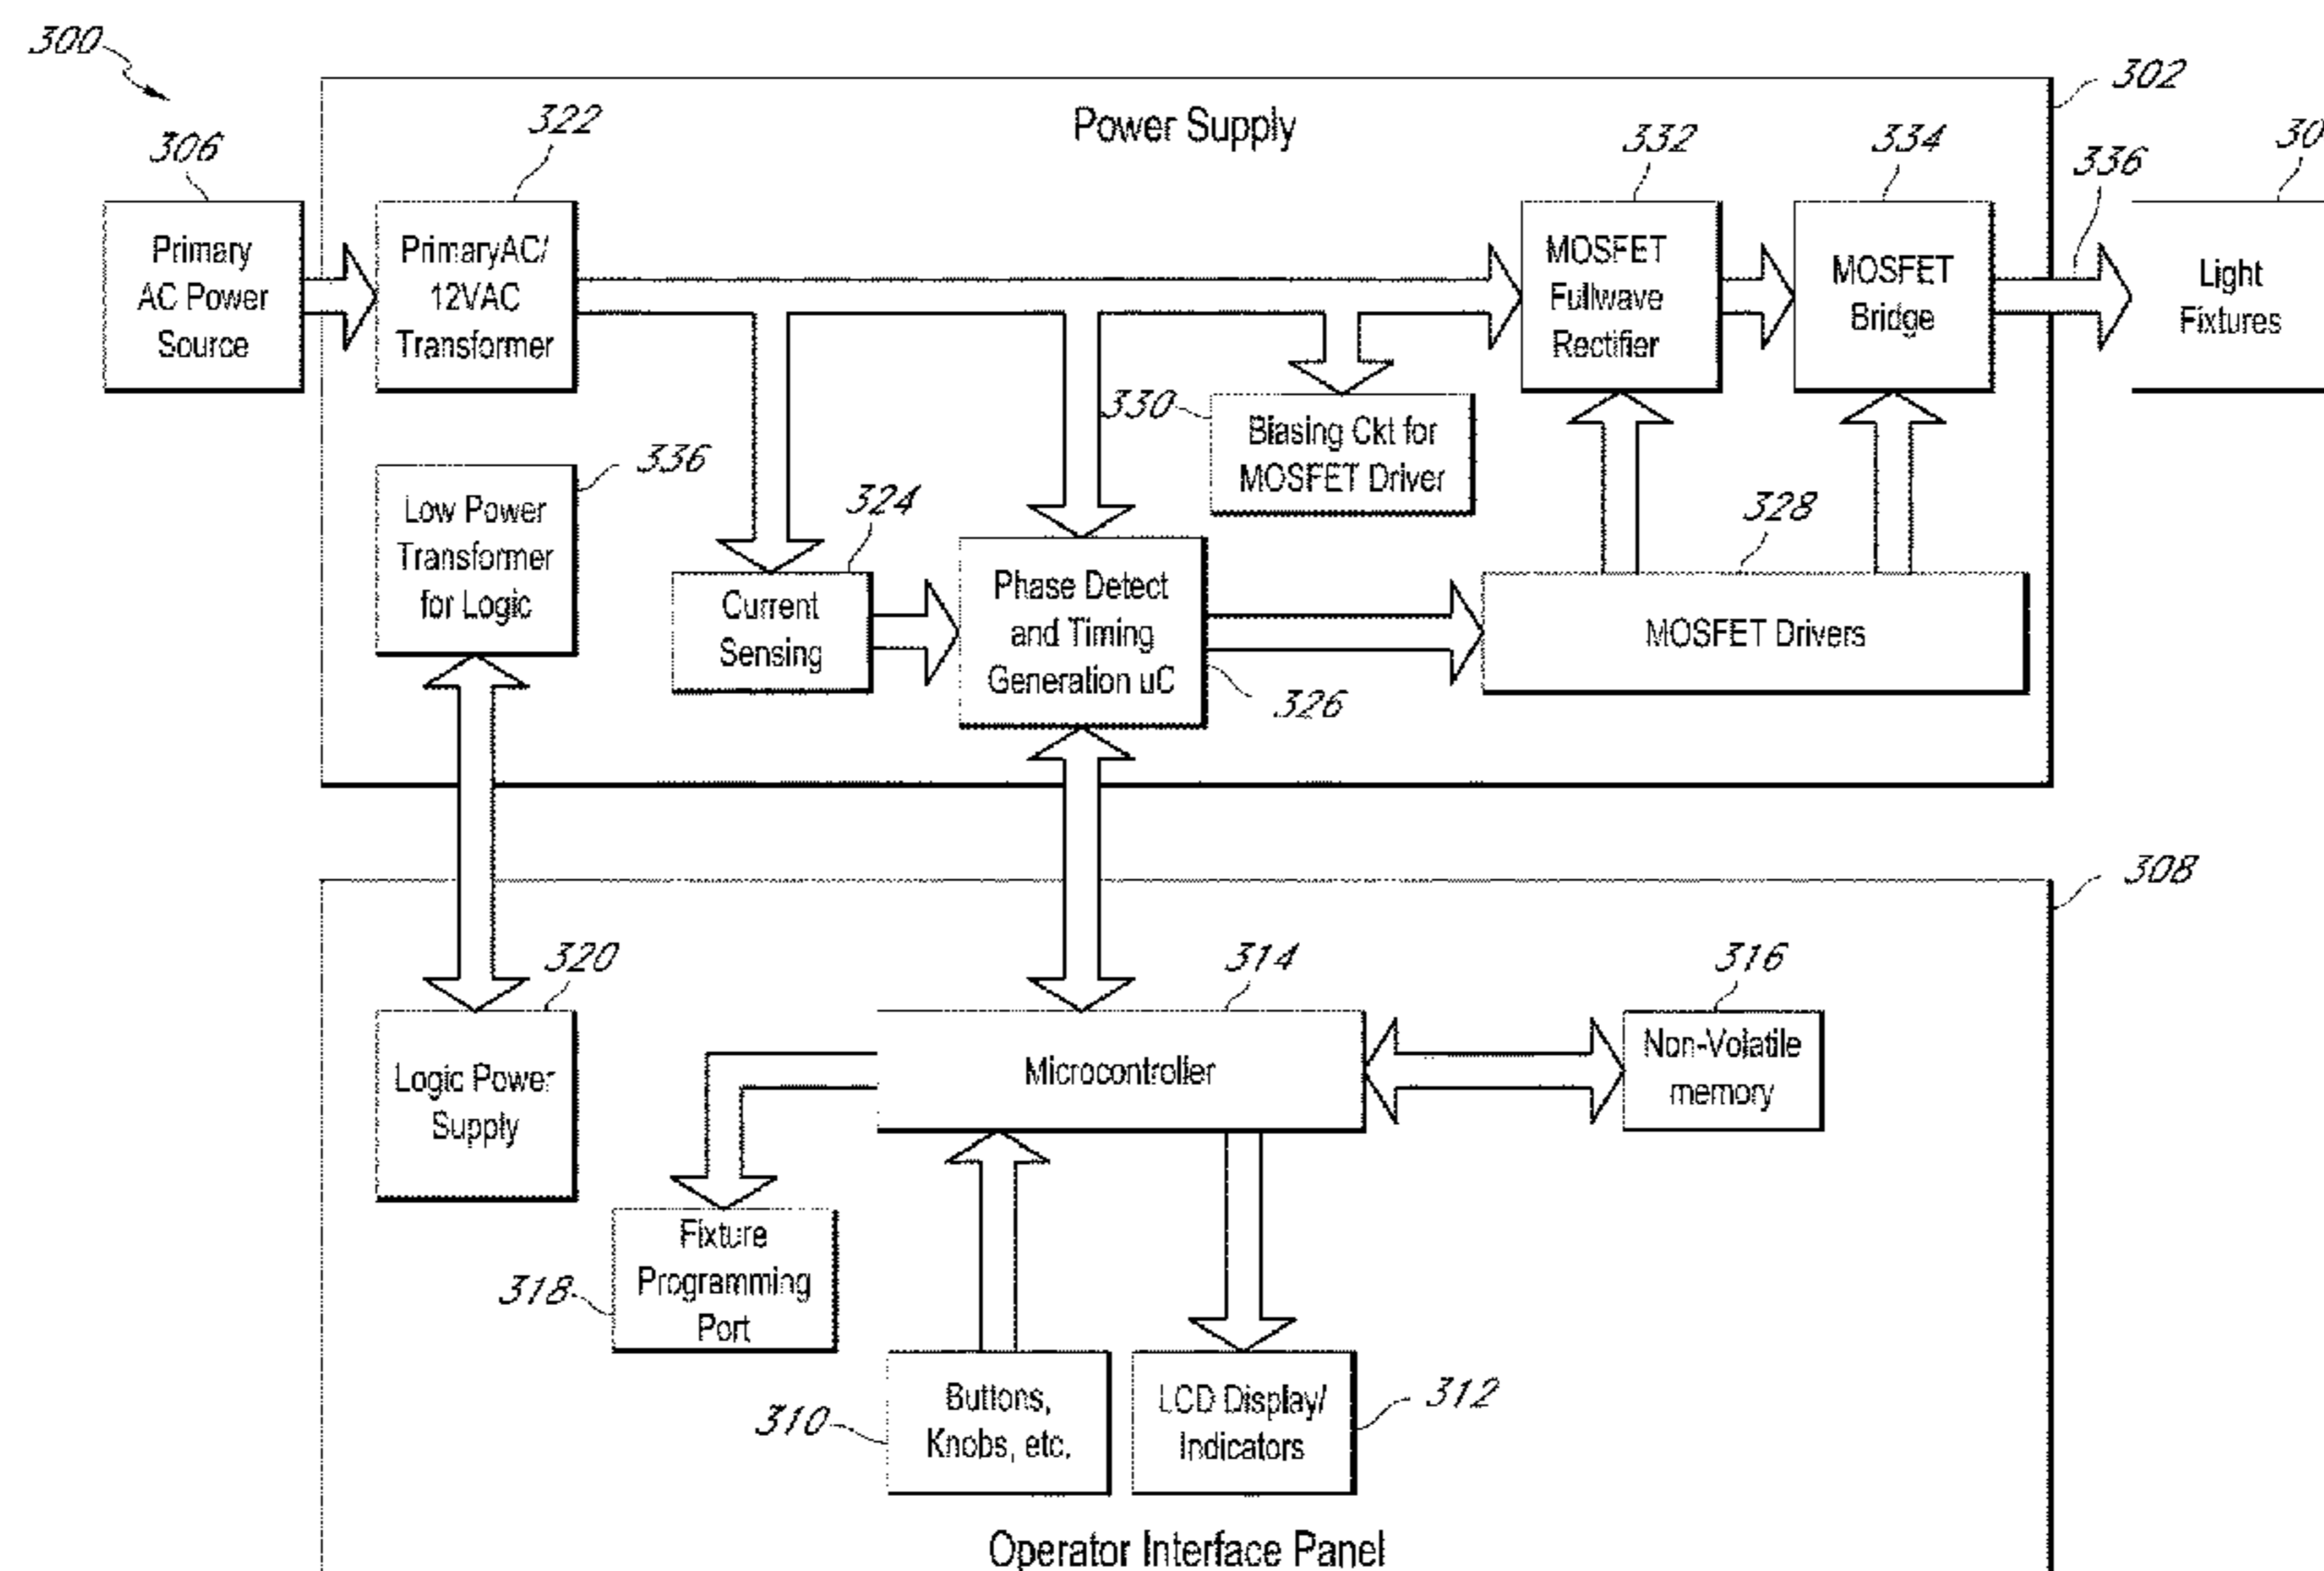 300
302
322
Power Supply
306
332
334
336
30
Primary
AC Power
Source
PrimaryAC/
12VAC
Transformer
MOSFET
Fullwave
Rectifier
MOSFET
Bridge
Light
Fixtures
330
Biasing Ckt for
MOSFET Driver
336
Low Power
Transformer
for Logic
324
Current
Sensing
Phase Detect
and Timing
Generation uC
326
328
MOSFET Drivers
308
320
Logic Power
Supply
314
Microcontroller
316
Non-Volatile
memory
318
Fixture
Programming
Port
310
Buttons,
Knobs, etc.
LCD Display/
Indicators
312
Operator Interface Panel